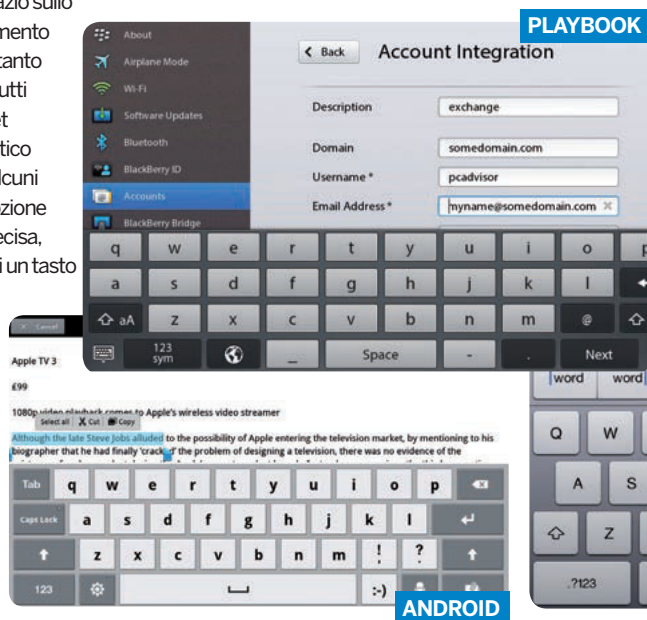 azio sullo
mento
tanto
utti
et
tico
lcuni
zione
ecisa,
i un tasto
PLAYBOOK
About
Airplane Mode
Wi-Fi
Software Updates
Bluetooth
BlackBerry ID
Accounts
BlackBerry Bridge
Back Account Integration
Description exchange
Domain somedomain.com
Username * pcadvisor
Email Address * myname@somedomain.com
q w e r t y u i o p
a s d f g h j k l
aA z x c v b n m @
123 sym _ Space - . Next
Cancel
Apple TV 3
£99
1080p video playback comes to Apple's wireless video streamer
Select all Cut Copy
Although the late Steve Jobs alluded to the possibility of Apple entering the television market, by mentioning to his
biographer that he had finally 'cracked' the problem of designing a television, there was no evidence of the
Tab q w e r t y u i o p
Caps Lock a s d f g h j k l
z x c v b n m ! ?
123 :-)
ANDROID
word word
Q W
A S
Z
.?123